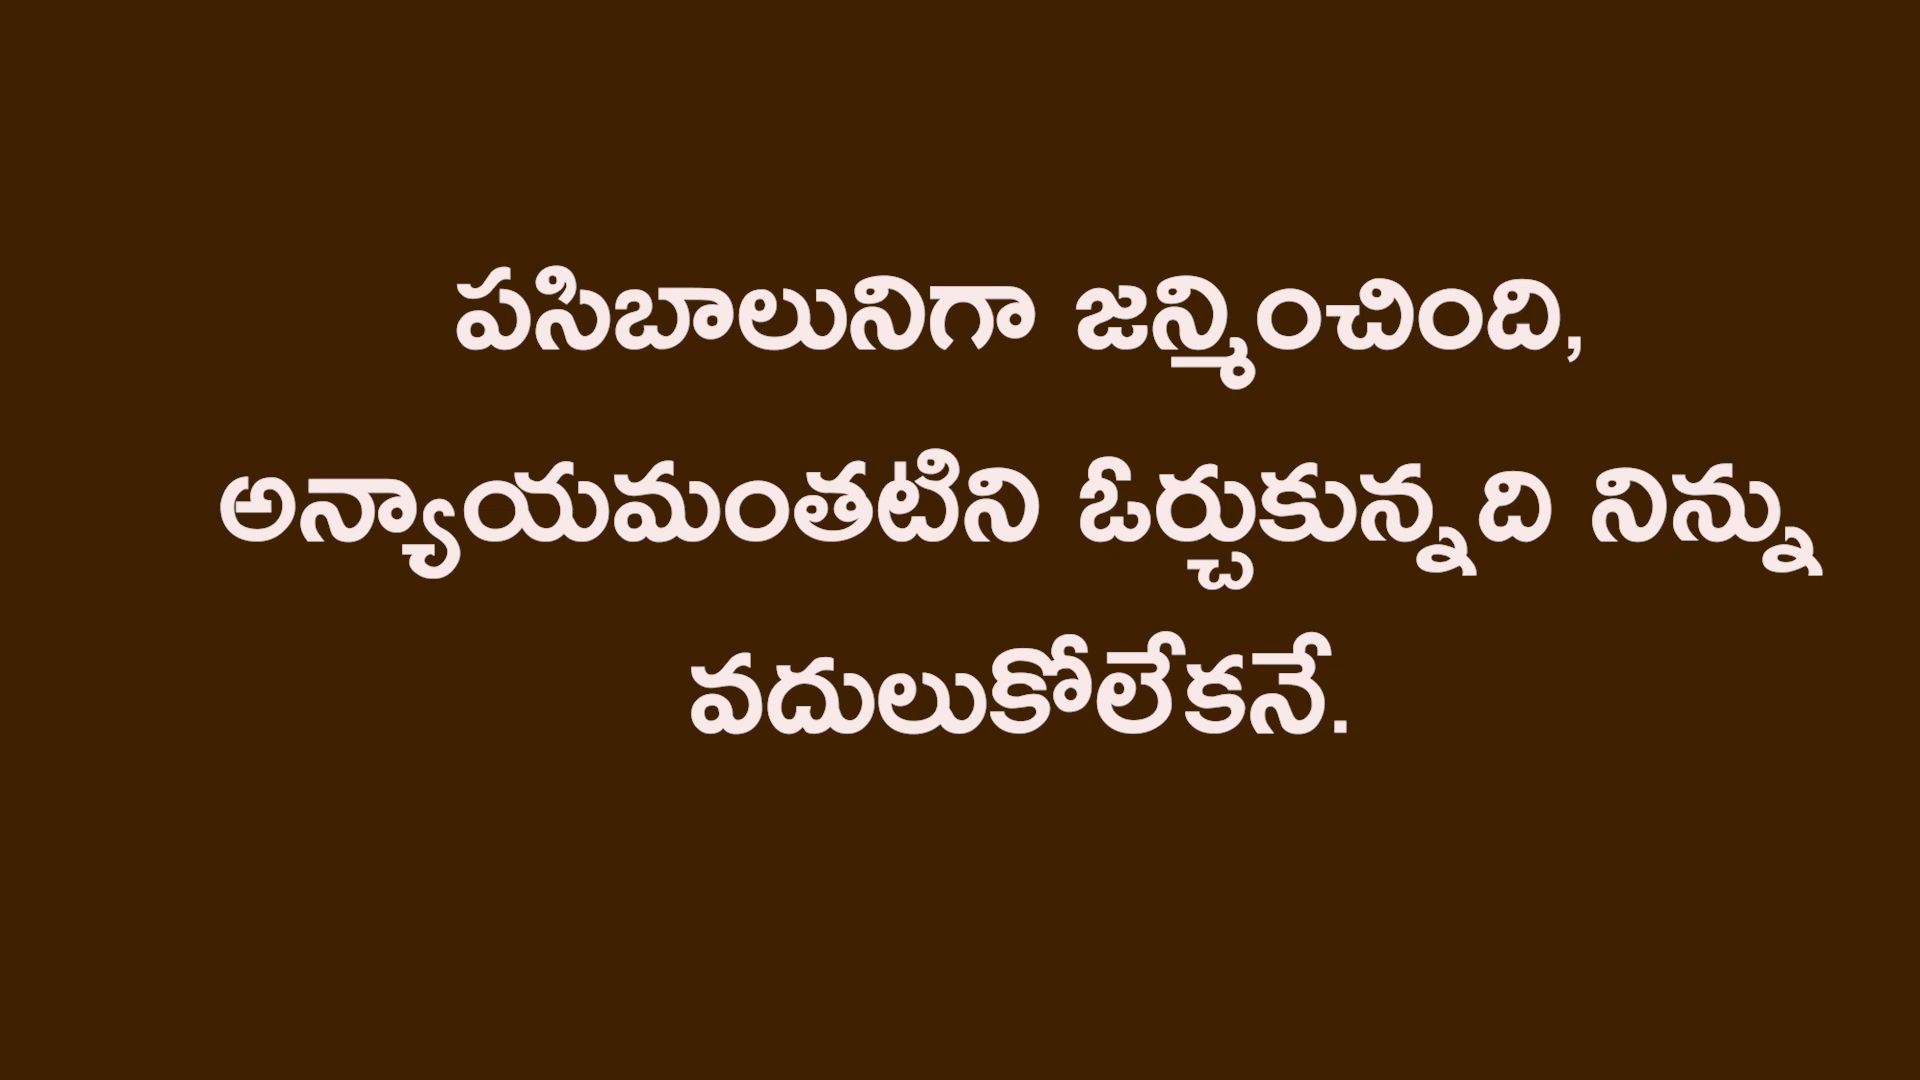 పసిబాలునిగా జన్మించింది,
అన్యాయమంతటిని ఓర్చుకున్నది నిన్ను
వదులుకోలేకనే.